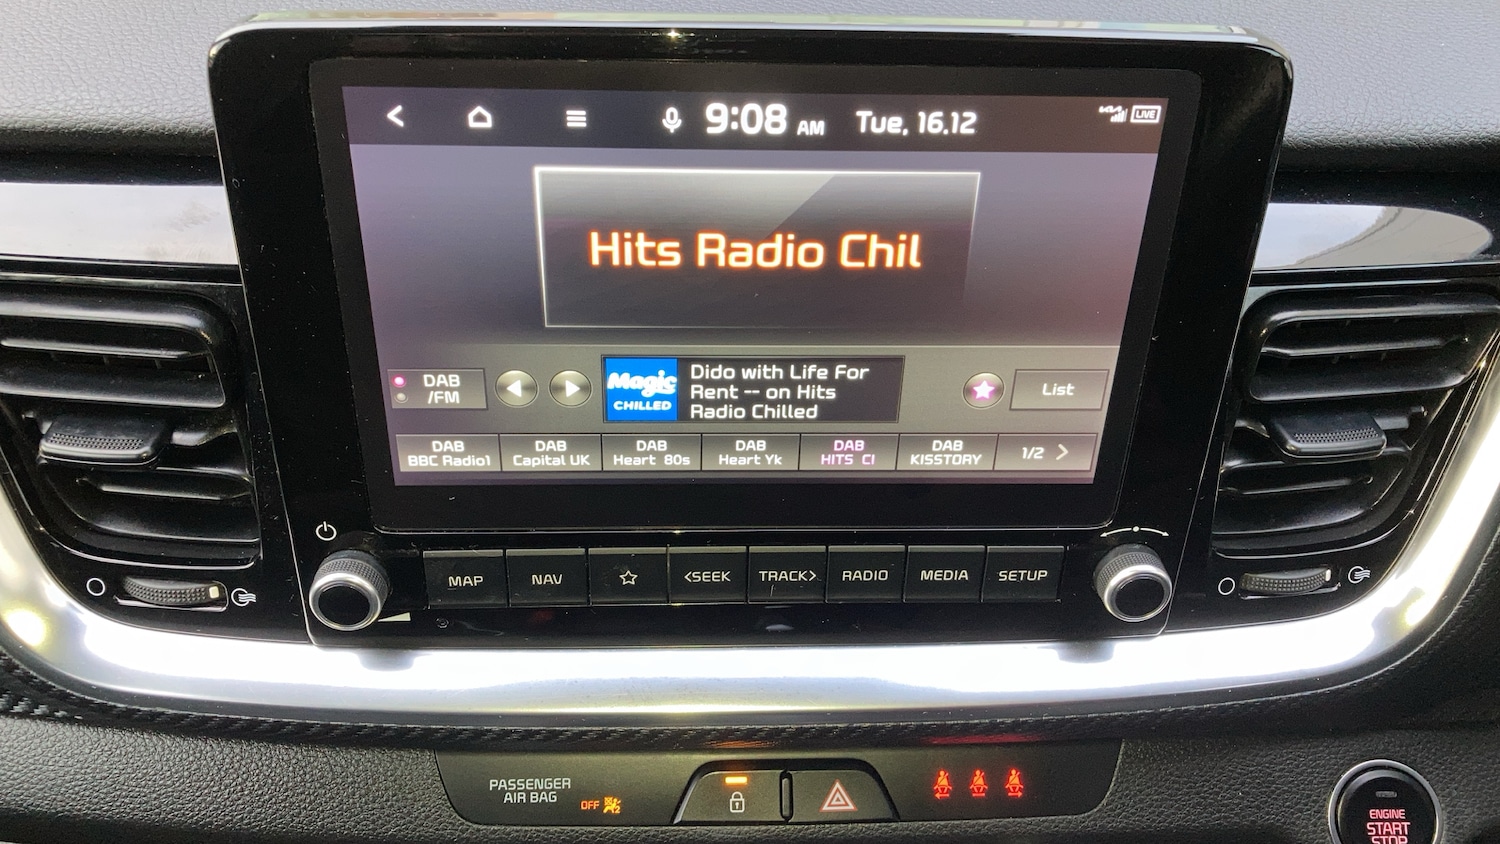 9:08 AM Tue, 16.12
KIA
LIVE
Hits Radio Chil
DAB
/FM
Magic
CHILLED
Dido with Life For
Rent -- on Hits
Radio Chilled
List
DAB
BBC Radio1
DAB
Capital UK
DAB
Heart 80s
DAB
Heart Yk
DAB
HITS Cl
DAB
KISSTORY
1/2
MAP
NAV
<SEEK
TRACK>
RADIO
MEDIA
SETUP
PASSENGER
AIR BAG
OFF
ENGINE
START
STOP